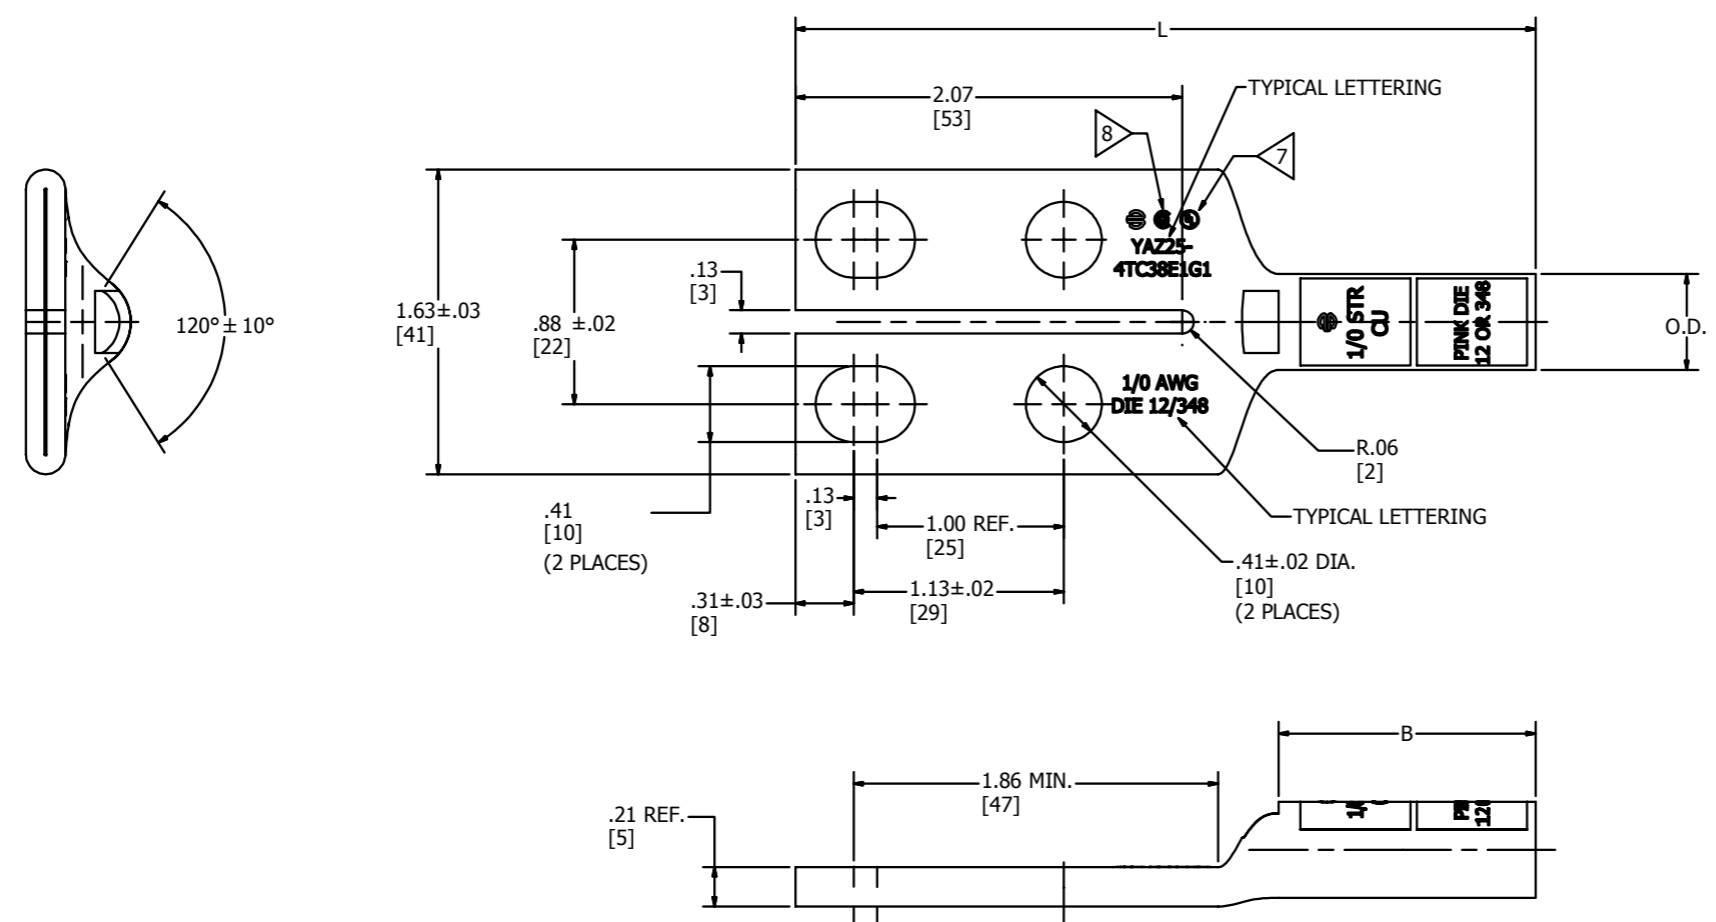 L
2.07
[53]
TYPICAL LETTERING
8
7
YAZ25-
4TC38E1G1
.13
[3]
1.63±.03
[41]
.88 ±.02
[22]
120° ± 10°
1/0 STR
CU
PINK DIE
12 OR 348
O.D.
1/0 AWG
DIE 12/348
R.06
[2]
.41
[10]
(2 PLACES)
.13
[3]
1.00 REF.
[25]
TYPICAL LETTERING
.31±.03
[8]
1.13±.02
[29]
.41±.02 DIA.
[10]
(2 PLACES)
B
1.86 MIN.
[47]
.21 REF.
[5]